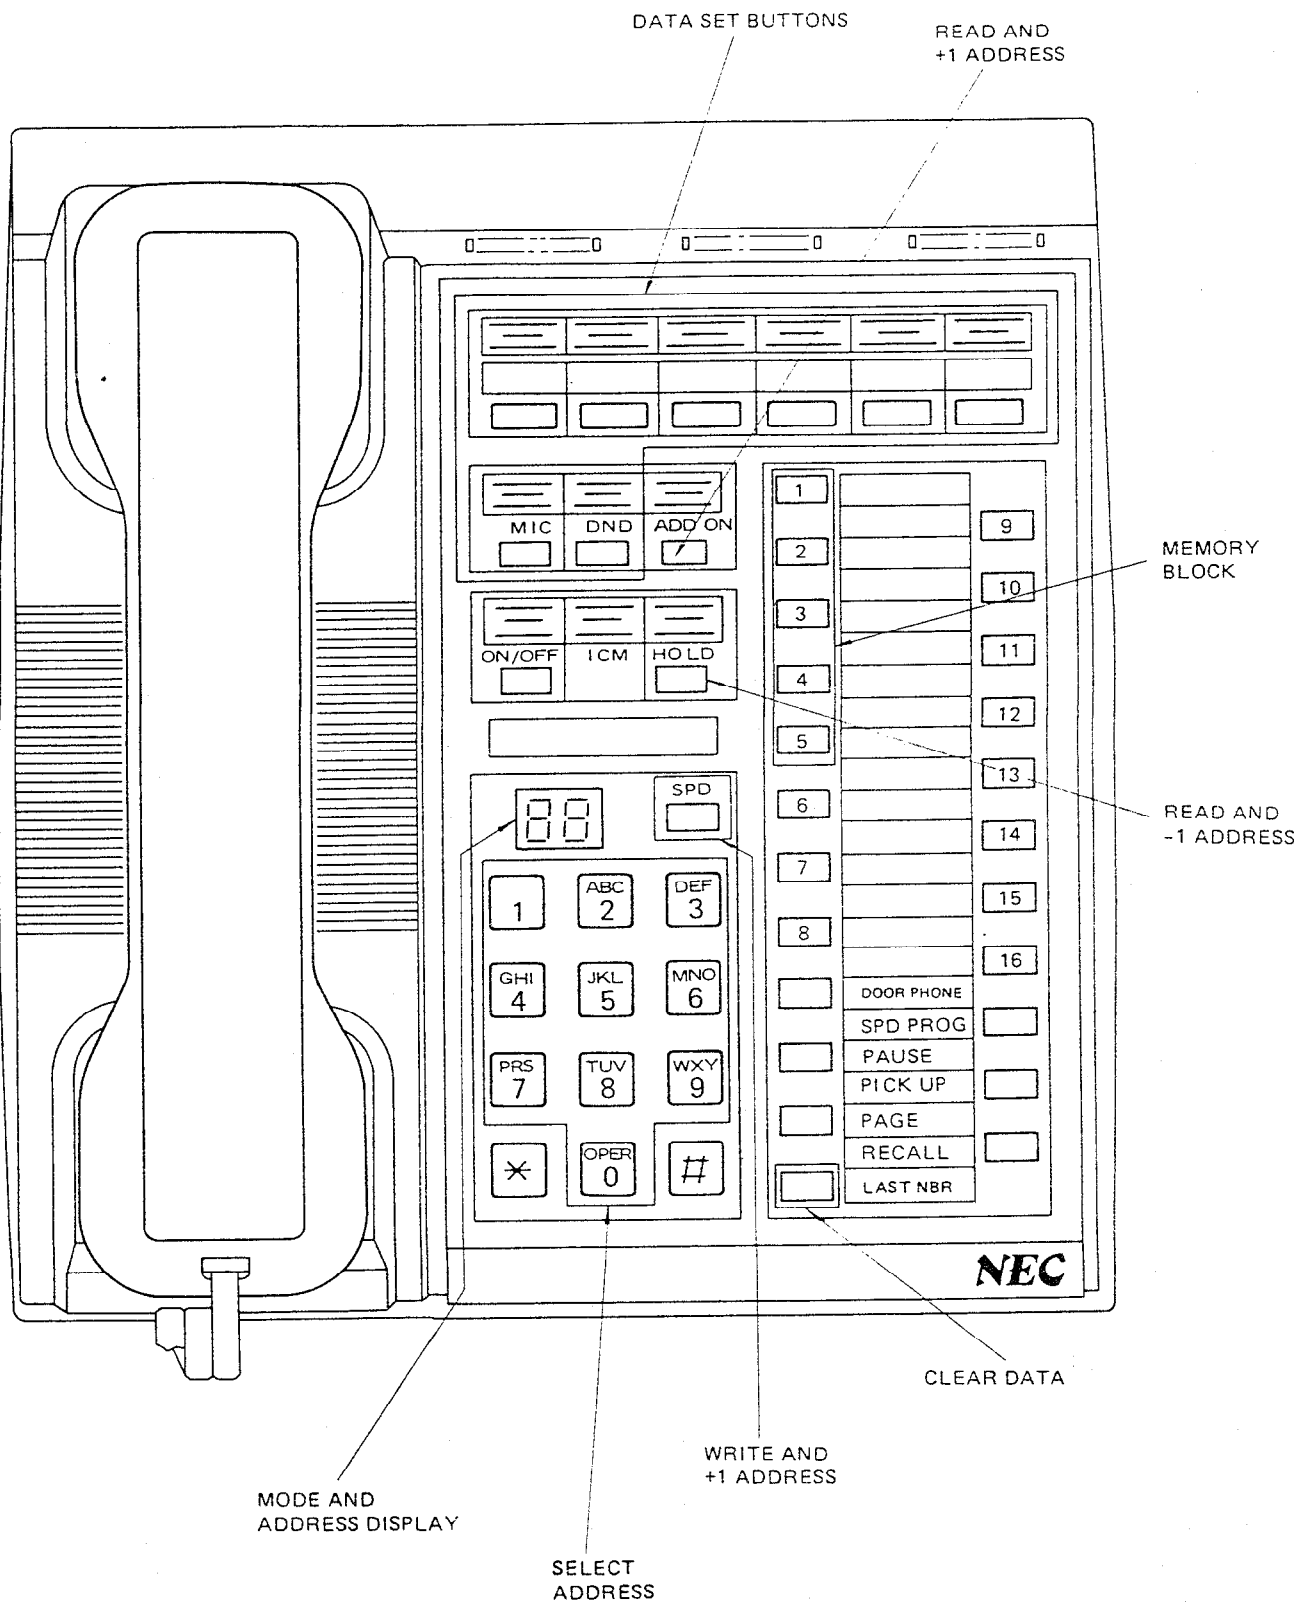 DATA SET BUTTONS
READ AND
+1 ADDRESS
MIC DND ADD ON
ON/OFF ICM HOLD
SPD
1
ABC
2
DEF
3
GHI
4
JKL
5
MNO
6
PRS
7
TUV
8
WXY
9
*
OPER
0
#
1
2
3
4
5
6
7
8
9
10
11
12
13
14
15
16
DOOR PHONE
SPD PROG
PAUSE
PICK UP
PAGE
RECALL
LAST NBR
MEMORY
BLOCK
READ AND
-1 ADDRESS
NEC
CLEAR DATA
WRITE AND
+1 ADDRESS
MODE AND
ADDRESS DISPLAY
SELECT
ADDRESS